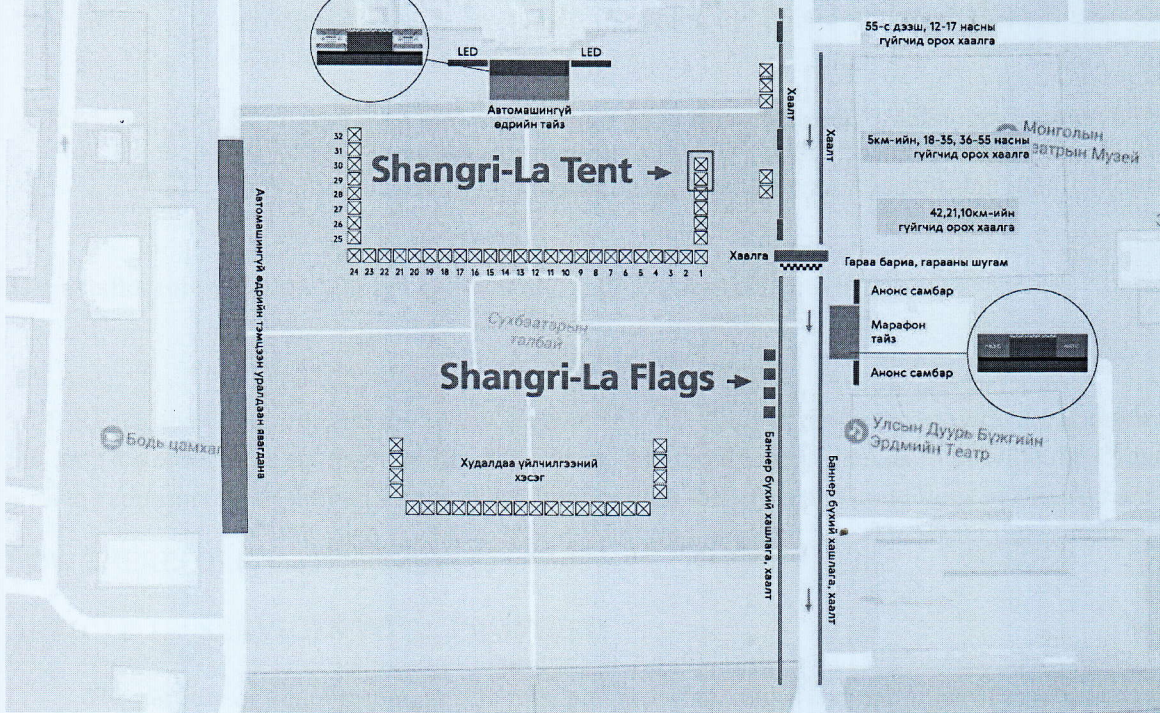 55-с дээш, 12-17 насны
гүйгчид орох хаалга
LED
LED
Автомашингүй
өдрийн тайз
Хаалт
Хаалт
Монголын
атрын Музей
5км-ийн, 18-35, 36-55 насны
гүйгчид орох хаалга
32
31
30
29
28
27
26
25
Shangri-La Tent
42,21,10км-ийн
гүйгчид орох хаалга
Хаалга
Гараа бариа, гарааны шугам
24 23 22 21 20 19 18 17 16 15 14 13 12 11 10 9 8 7 6 5 4 3 2 1
Автомашингүй өдрийн тэмцээн уралдаан явагдана
Анонс самбар
Марафон
тайз
Анонс самбар
Сүхбаатарын
талбай
Shangri-La Flags
Улсын Дуурь Бүжгийн
Эрдмийн Театр
Бодь цамхаг
Худалдаа үйлчилгээний
хэсэг
Баннер бүхий хашлага, хаалт
Баннер бүхий хашлага, хаалт